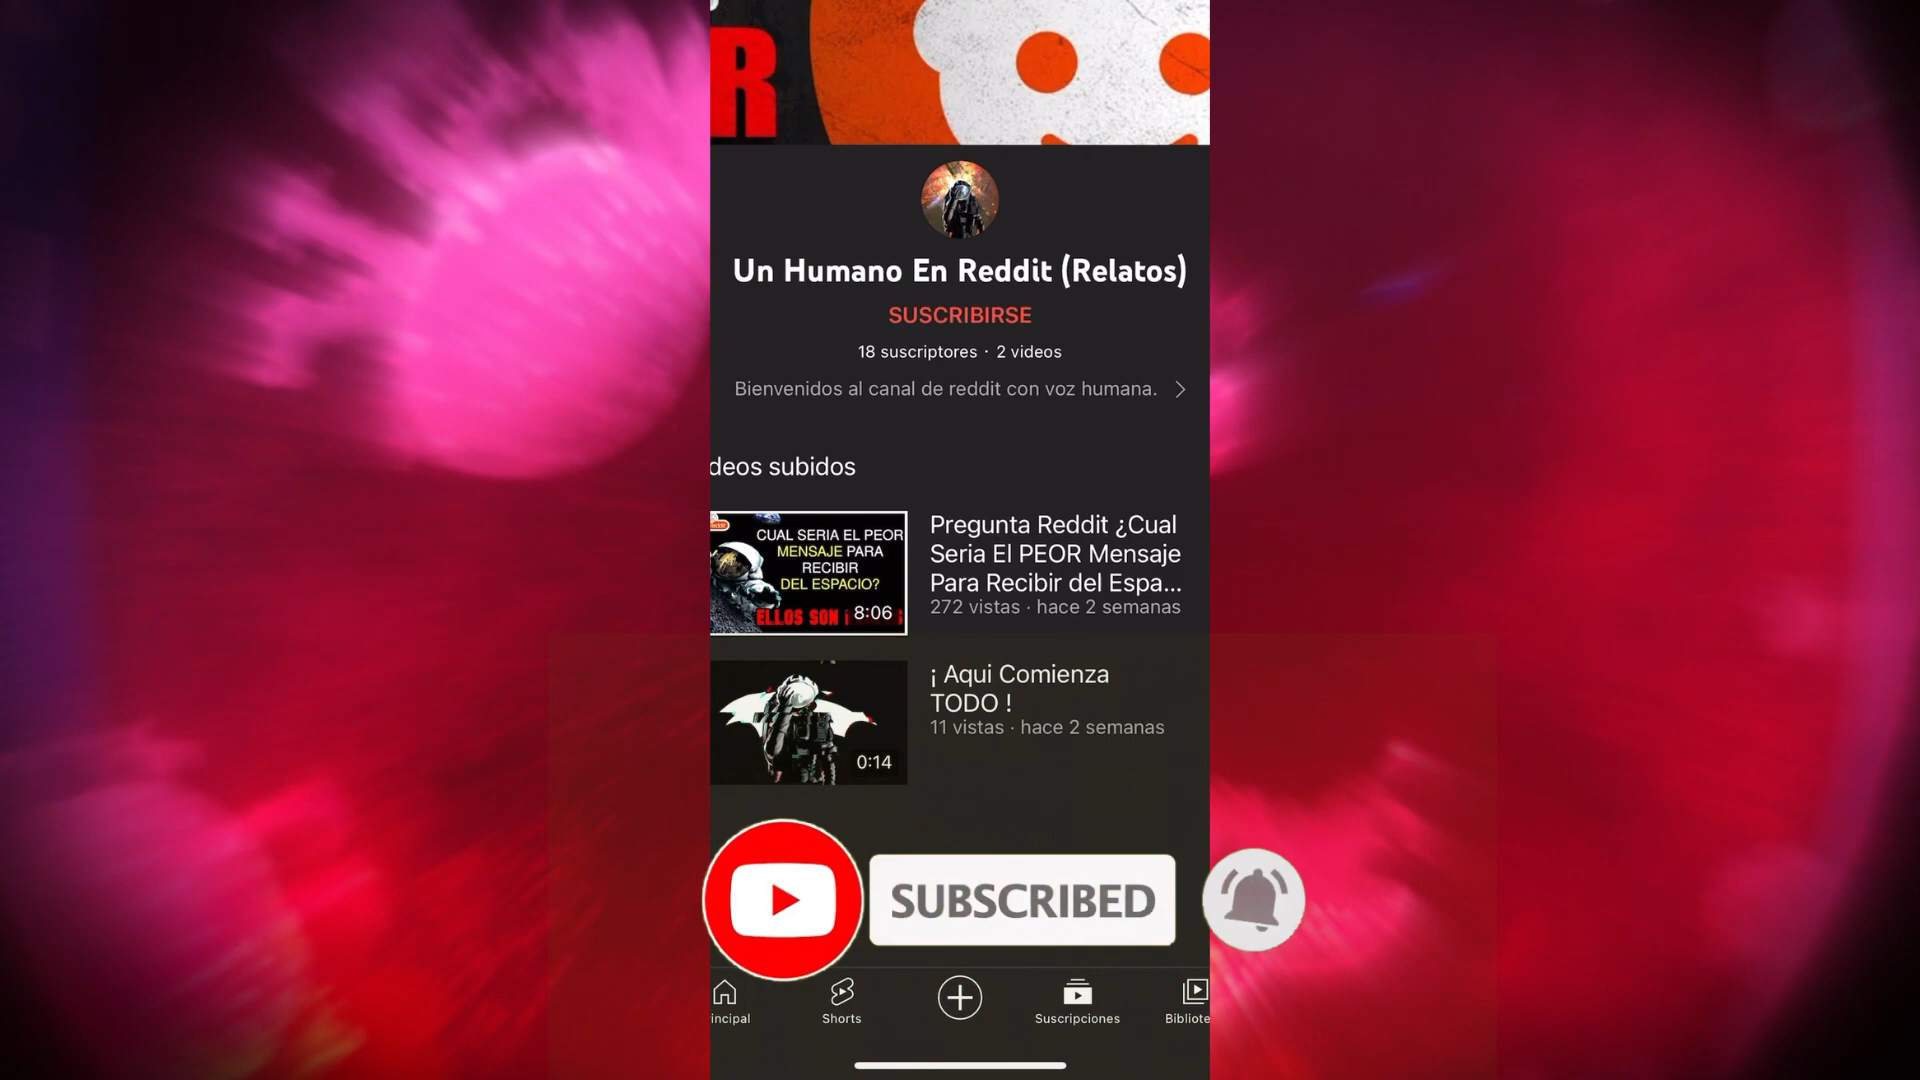 R
Un Humano En Reddit (Relatos)
SUSCRIBIRSE
18 suscriptores · 2 videos
Bienvenidos al canal de reddit con voz humana.
deos subidos
CUAL SERIA EL PEOR
MENSAJE PARA
RECIBIR
DEL ESPACIO?
ELLOS SON
8:06
Pregunta Reddit ¿Cual
Seria El PEOR Mensaje
Para Recibir del Espa...
272 vistas · hace 2 semanas
¡ Aqui Comienza
TODO !
11 vistas · hace 2 semanas
0:14
SUBSCRIBED
incipal
Shorts
Suscripciones
Bibliote